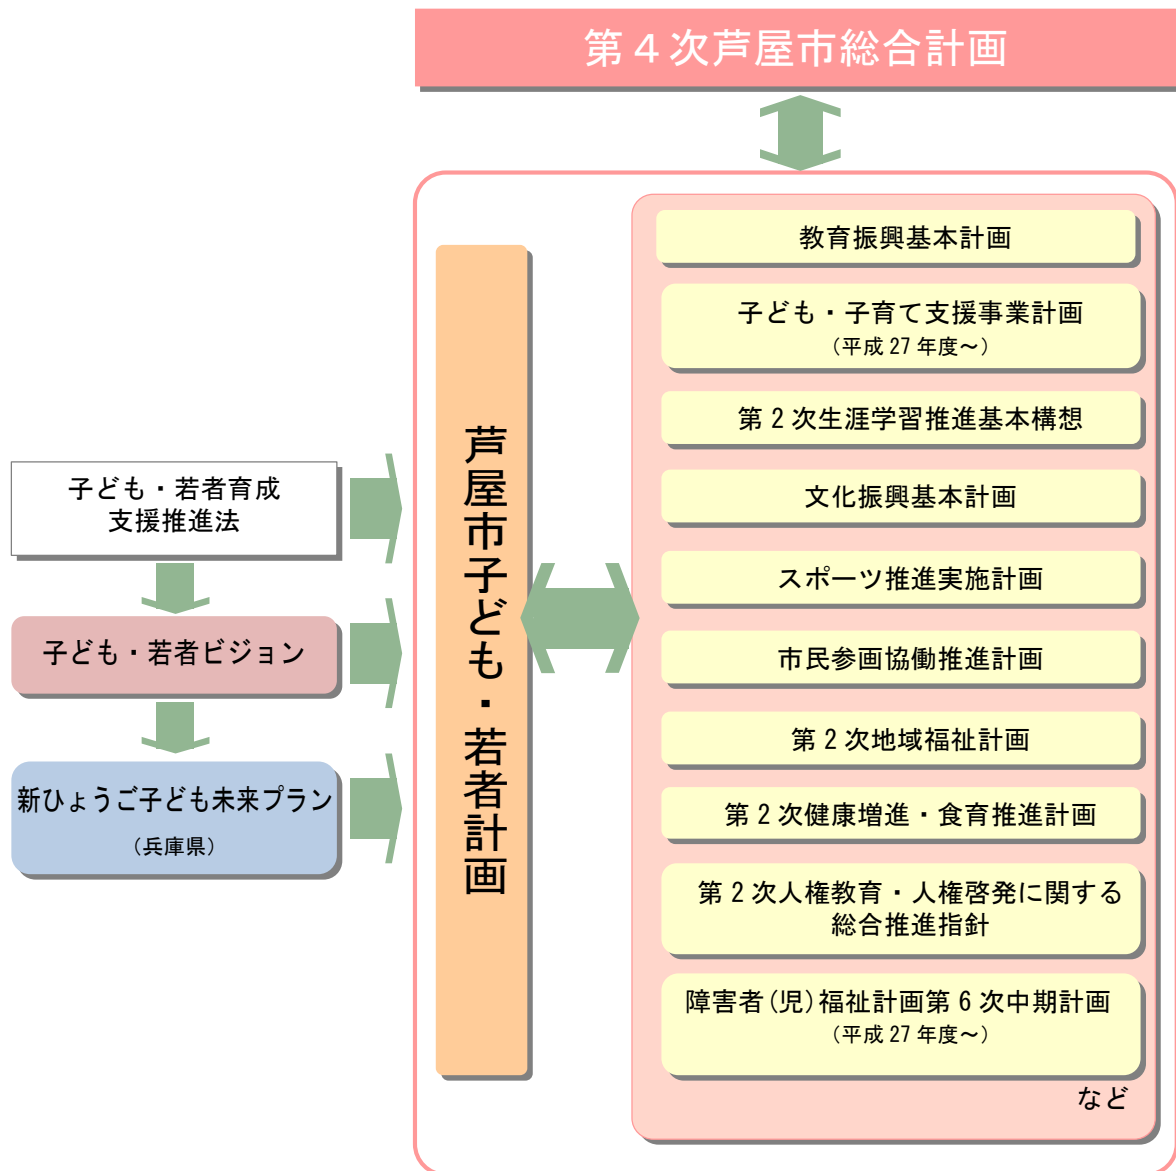 第４次芦屋市総合計画
子ども・若者育成
支援推進法
子ども・若者ビジョン
新ひょうご子ども未来プラン
（兵庫県）
芦屋市子ども・若者計画
教育振興基本計画
子ども・子育て支援事業計画
（平成 27 年度～）
第２次生涯学習推進基本構想
文化振興基本計画
スポーツ推進実施計画
市民参画協働推進計画
第２次地域福祉計画
第２次健康増進・食育推進計画
第２次人権教育・人権啓発に関する
総合推進指針
障害者(児)福祉計画第６次中期計画
（平成 27 年度～）
など